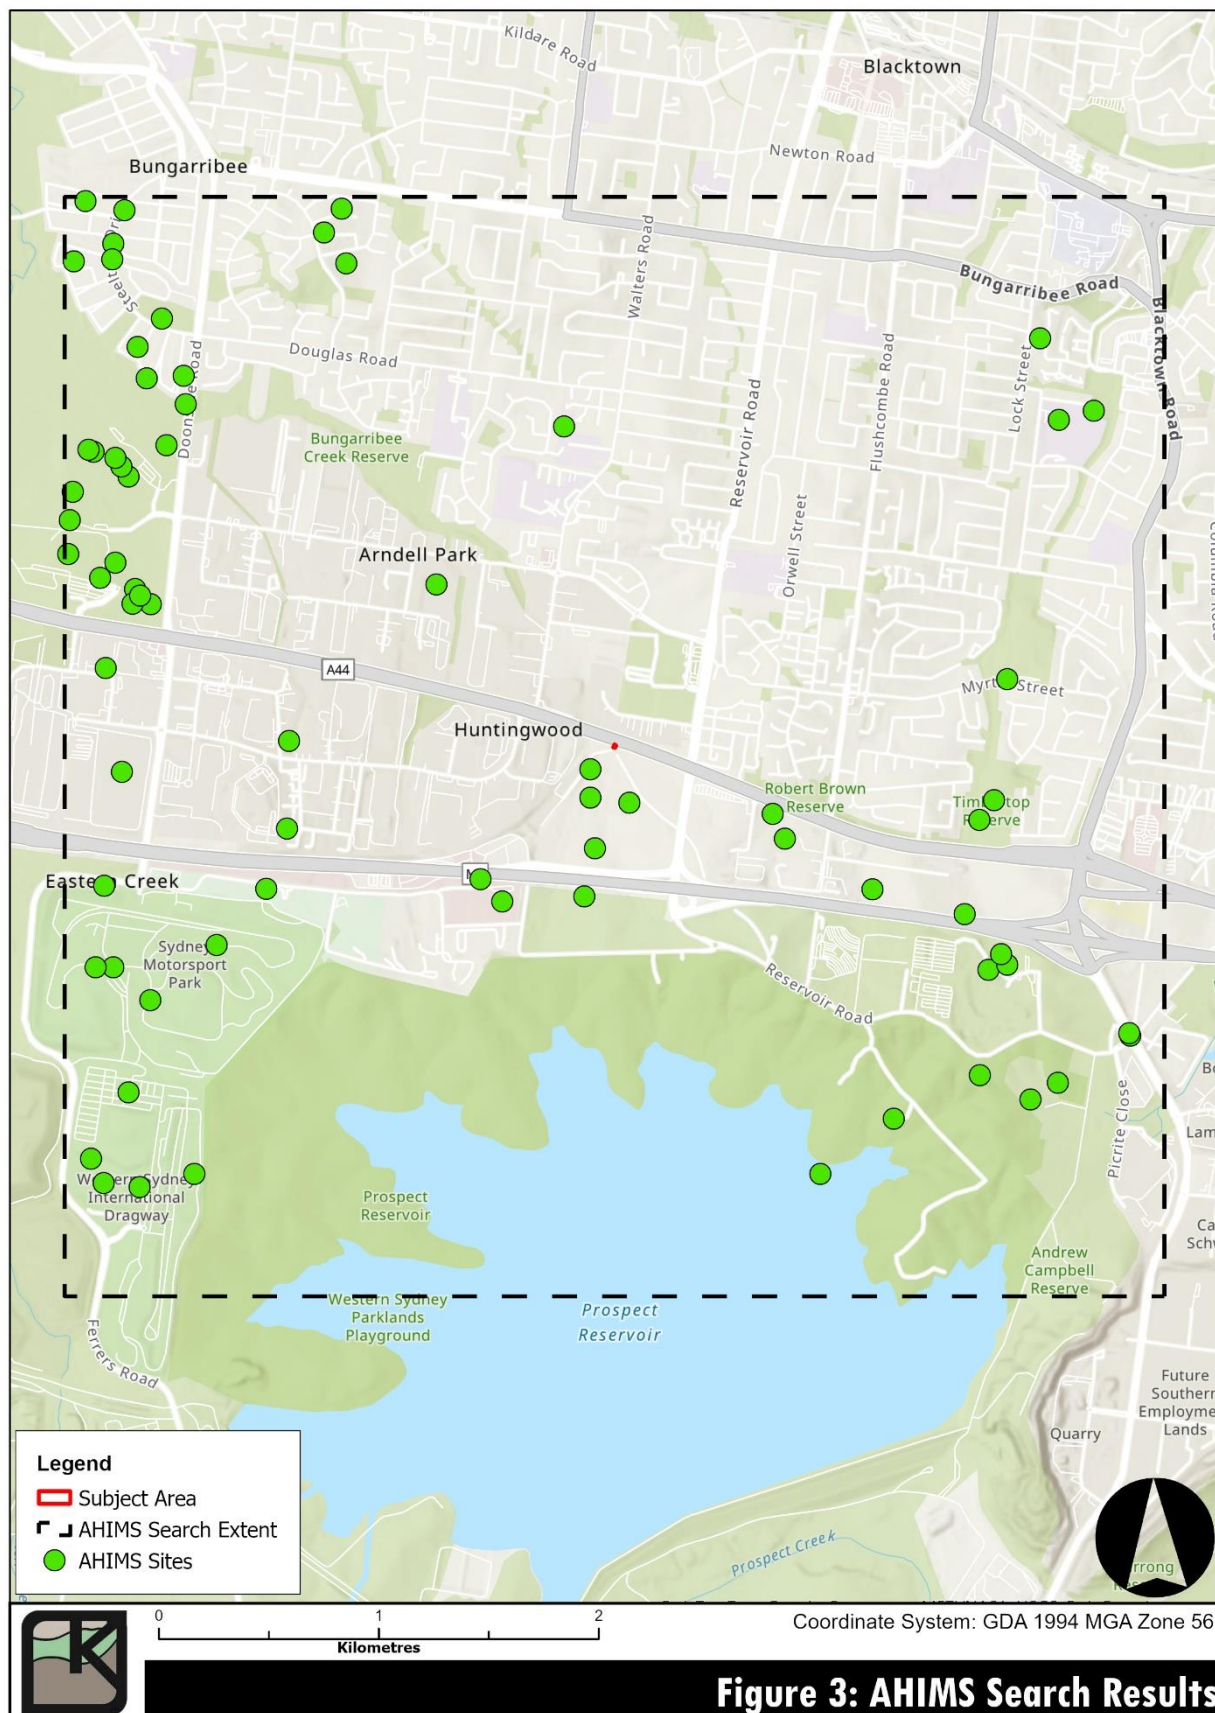 Kildare Road
Blacktown
Newton Road
Bungarribee
Walters Road
Bungarribee Road
Blacktown Road
Douglas Road
Lock Street
Flushcombe Road
Reservoir Road
Bungarribee
Creek Reserve
Orwell Street
Arndell Park
A44
Myrtle Street
Huntingwood
Robert Brown
Reserve
Eastern Creek
Sydney
Motorsport
Park
Reservoir Road
Picrite Close
Lam
Western Sydney
International
Dragway
Prospect
Reservoir
Ca
Sch
Andrew
Campbell
Reserve
Western Sydney
Parklands
Playground
Prospect
Reservoir
Ferrers Road
Future
Southern
Employme
Lands
Quarry
Prospect Creek
Legend
Subject Area
AHIMS Search Extent
AHIMS Sites
K
0 1 2
Kilometres
Coordinate System: GDA 1994 MGA Zone 56
Figure 3: AHIMS Search Results